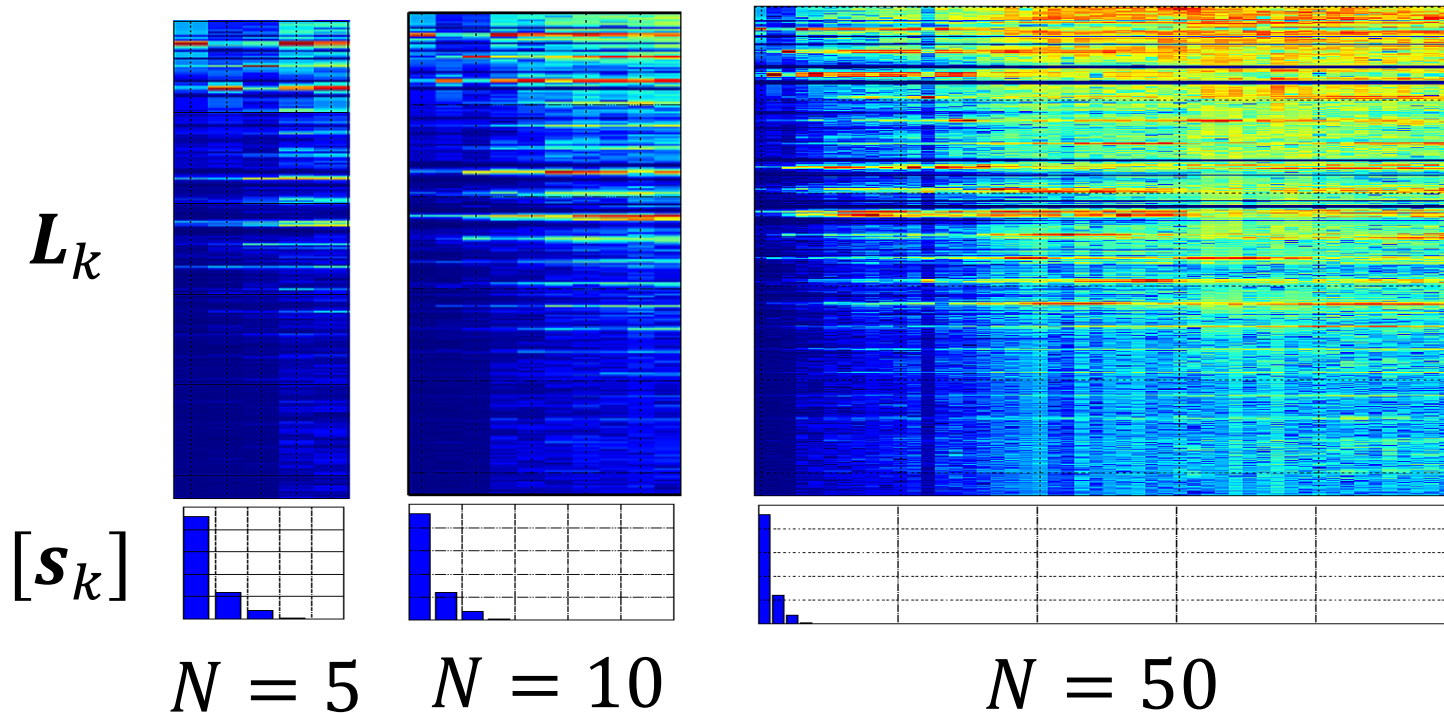 L_k
[s_k]
N = 5
N = 10
N = 50